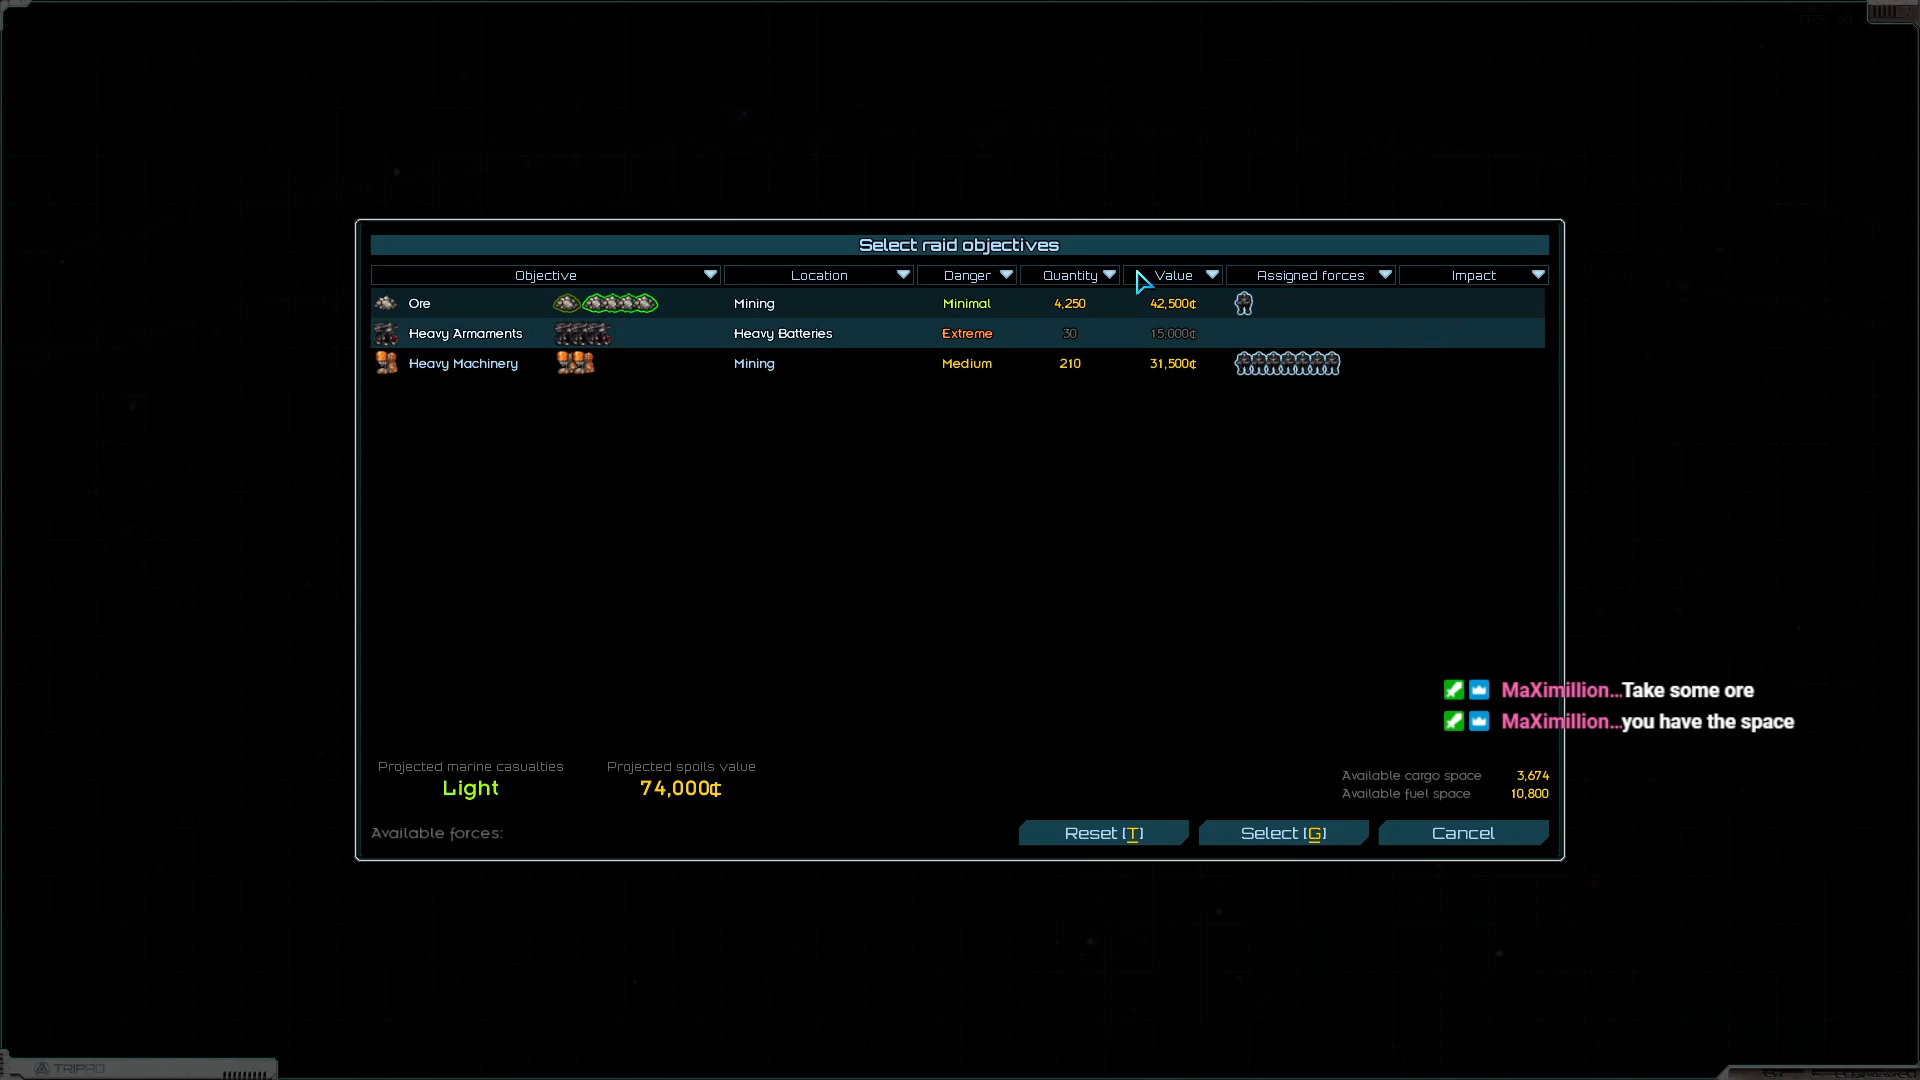 Select raid objectives
Objective Location Danger Quantity Value Assigned forces Impact
Ore Mining Minimal 4,250 42,500¢
Heavy Armaments Heavy Batteries Extreme 30 15,000¢
Heavy Machinery Mining Medium 210 31,500¢
MaXimillion...Take some ore
MaXimillion...you have the space
Projected marine casualties Projected spoils value
Light 74,000¢
Available cargo space 3,674
Available fuel space 10,800
Available forces:
Reset [T] Select [G] Cancel
TRIPAD